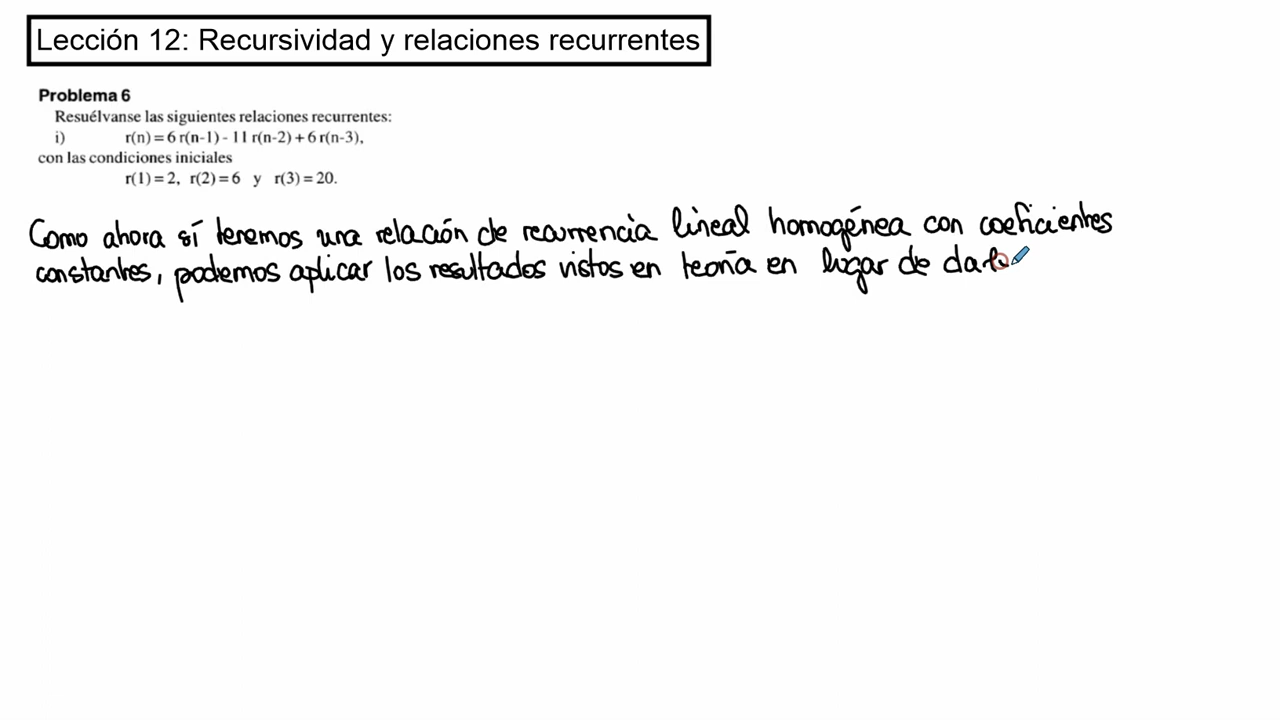 Lección 12: Recursividad y relaciones recurrentes
Problema 6
Resuélvanse las siguientes relaciones recurrentes:
i) r(n) = 6 r(n-1) - 11 r(n-2) + 6 r(n-3),
con las condiciones iniciales
r(1) = 2, r(2) = 6 y r(3) = 20.
Como ahora sí tenemos una relación de recurrencia lineal homogénea con coeficientes
constantes, podemos aplicar los resultados vistos en teoría en lugar de